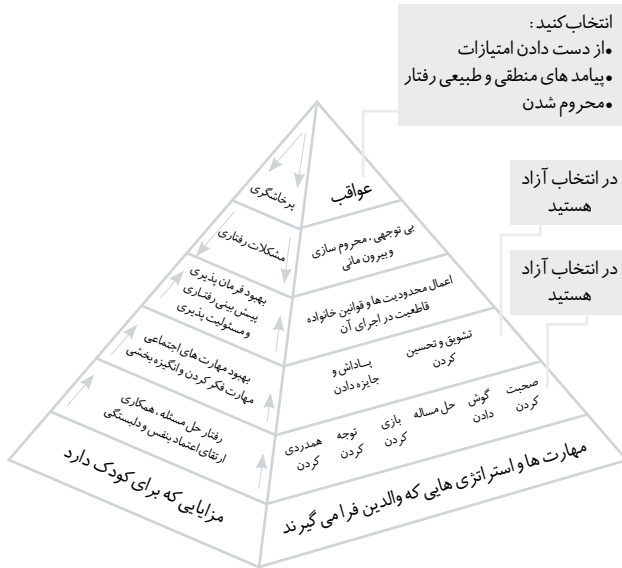 انتخاب کنید :
•از دست دادن امتیازات
•پیامد های منطقی و طبیعی رفتار
•محروم شدن
در انتخاب آزاد
هستید
در انتخاب آزاد
هستید
عواقب
پرخاشگری
بی توجهی ، محروم سازی
و بیرون مانی
مشکلات رفتاری
اعمال محدودیت ها و قوانین خانواده
قاطعیت در اجرای آن
بهبود فرمان پذیری
پیش بینی رفتاری
و مسئولیت پذیری
تشویق و تحسین
کردن
پــاداش و
جایزه دادن
بهبود مهارت های اجتماعی
مهارت فکر کردن و انگیزه بخشی
صحبت
کردن
گوش
دادن
حل مساله
بازی
کردن
توجه
کردن
همدردی
کردن
رفتار حل مسئله ، همکاری
ارتقای اعتماد بنفس و دلبستگی
مهارت ها و استراتژی هایی که والدین فرا می گیرند
مزایایی که برای کودک دارد